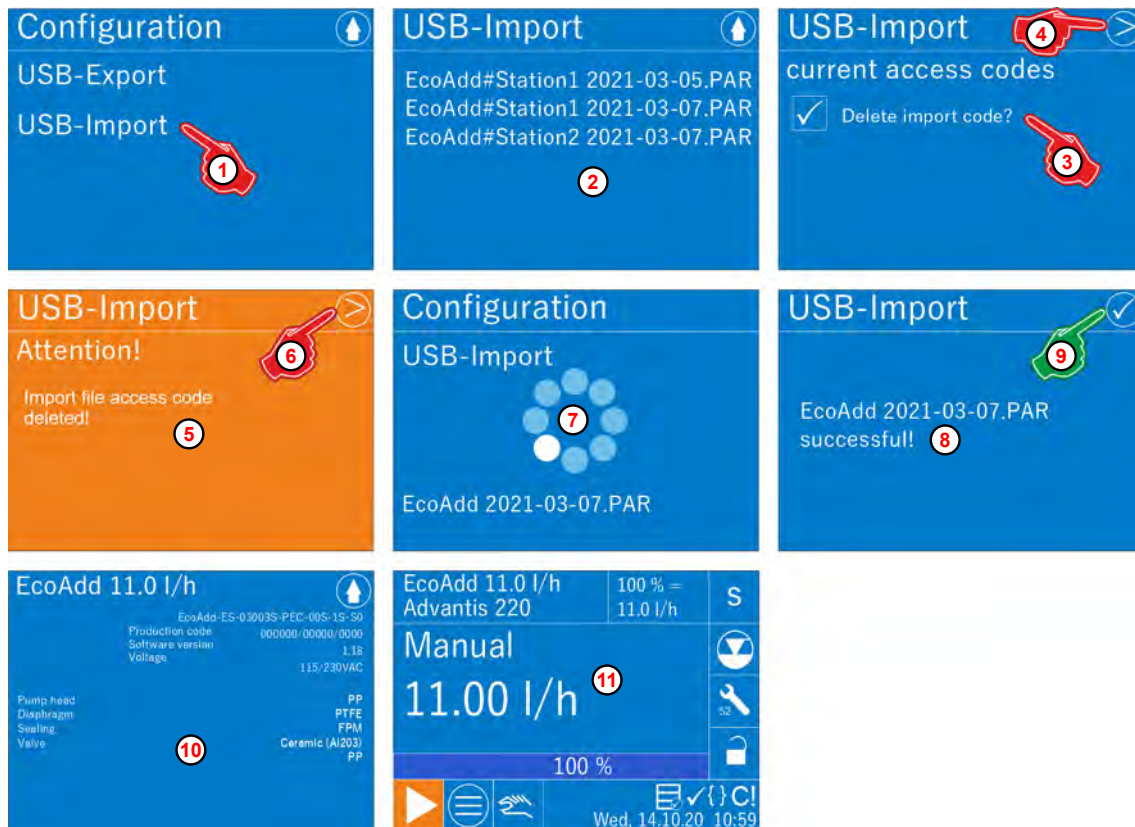 Configuration
USB-Export
USB-Import
1
USB-Import
EcoAdd#Station1 2021-03-05.PAR
EcoAdd#Station1 2021-03-07.PAR
EcoAdd#Station2 2021-03-07.PAR
2
USB-Import
4
>
current access codes
✓ Delete import code?
3
USB-Import
>
6
Attention!
Import file access code
deleted!
5
Configuration
USB-Import
7
EcoAdd 2021-03-07.PAR
USB-Import
✓
9
EcoAdd 2021-03-07.PAR
successful! 8
EcoAdd 11.0 l/h
EcoAdd-ES-03003S-PEC-00S-1S-S0
Production code 000000/00000/0000
Software version 1.18
Voltage
115/230VAC
Pump head PP
Diaphragm PTFE
Sealing FPM
Valve Ceramic (Al203)
PP
10
EcoAdd 11.0 l/h 100 % =
Advantis 220 11.0 l/h
S
Manual
11.00 l/h
11
52
100 %
✓{}C!
Wed, 14.10.20 10:59